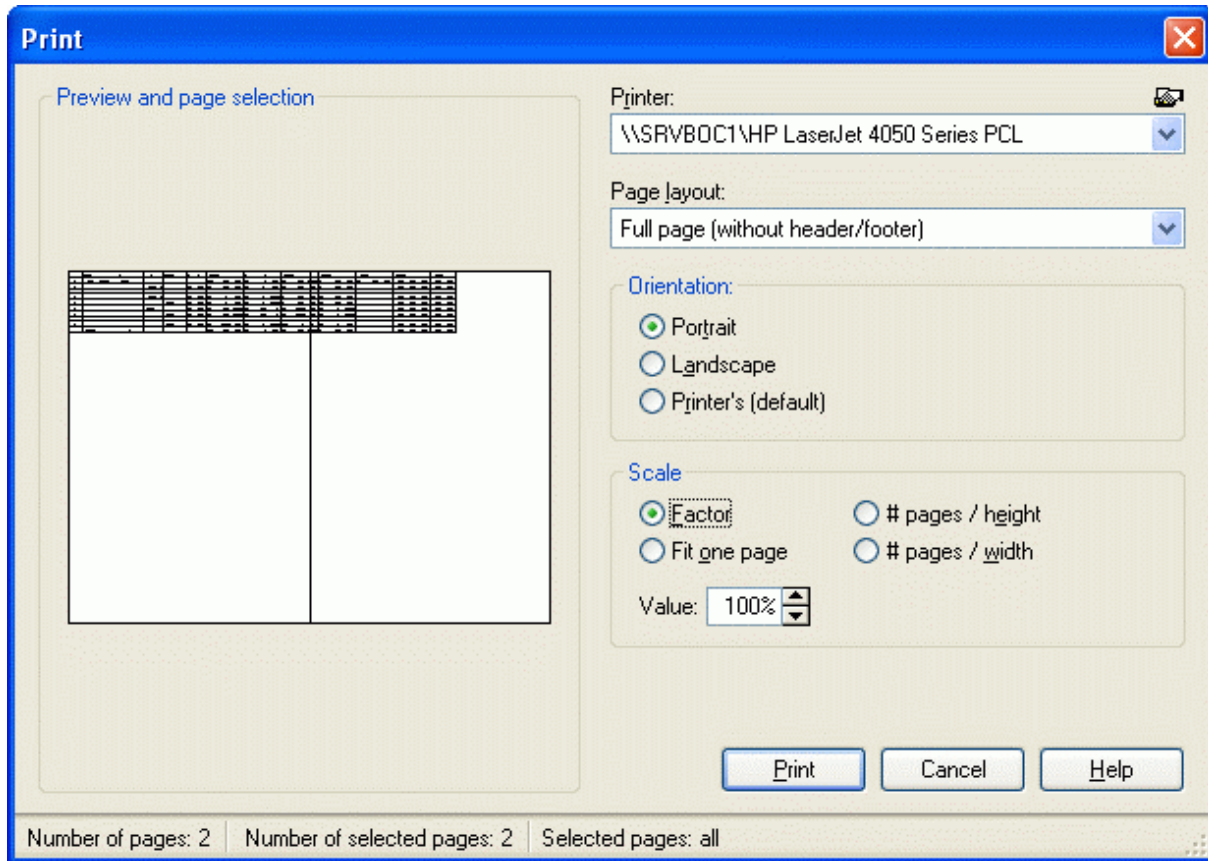 Print
Preview and page selection
Printer:
\\SRVBOC1\HP LaserJet 4050 Series PCL
Page layout:
Full page (without header/footer)
Orientation:
Portrait
Landscape
Printer's (default)
Scale
Factor
# pages / height
Fit one page
# pages / width
Value: 100%
Print Cancel Help
Number of pages: 2 Number of selected pages: 2 Selected pages: all